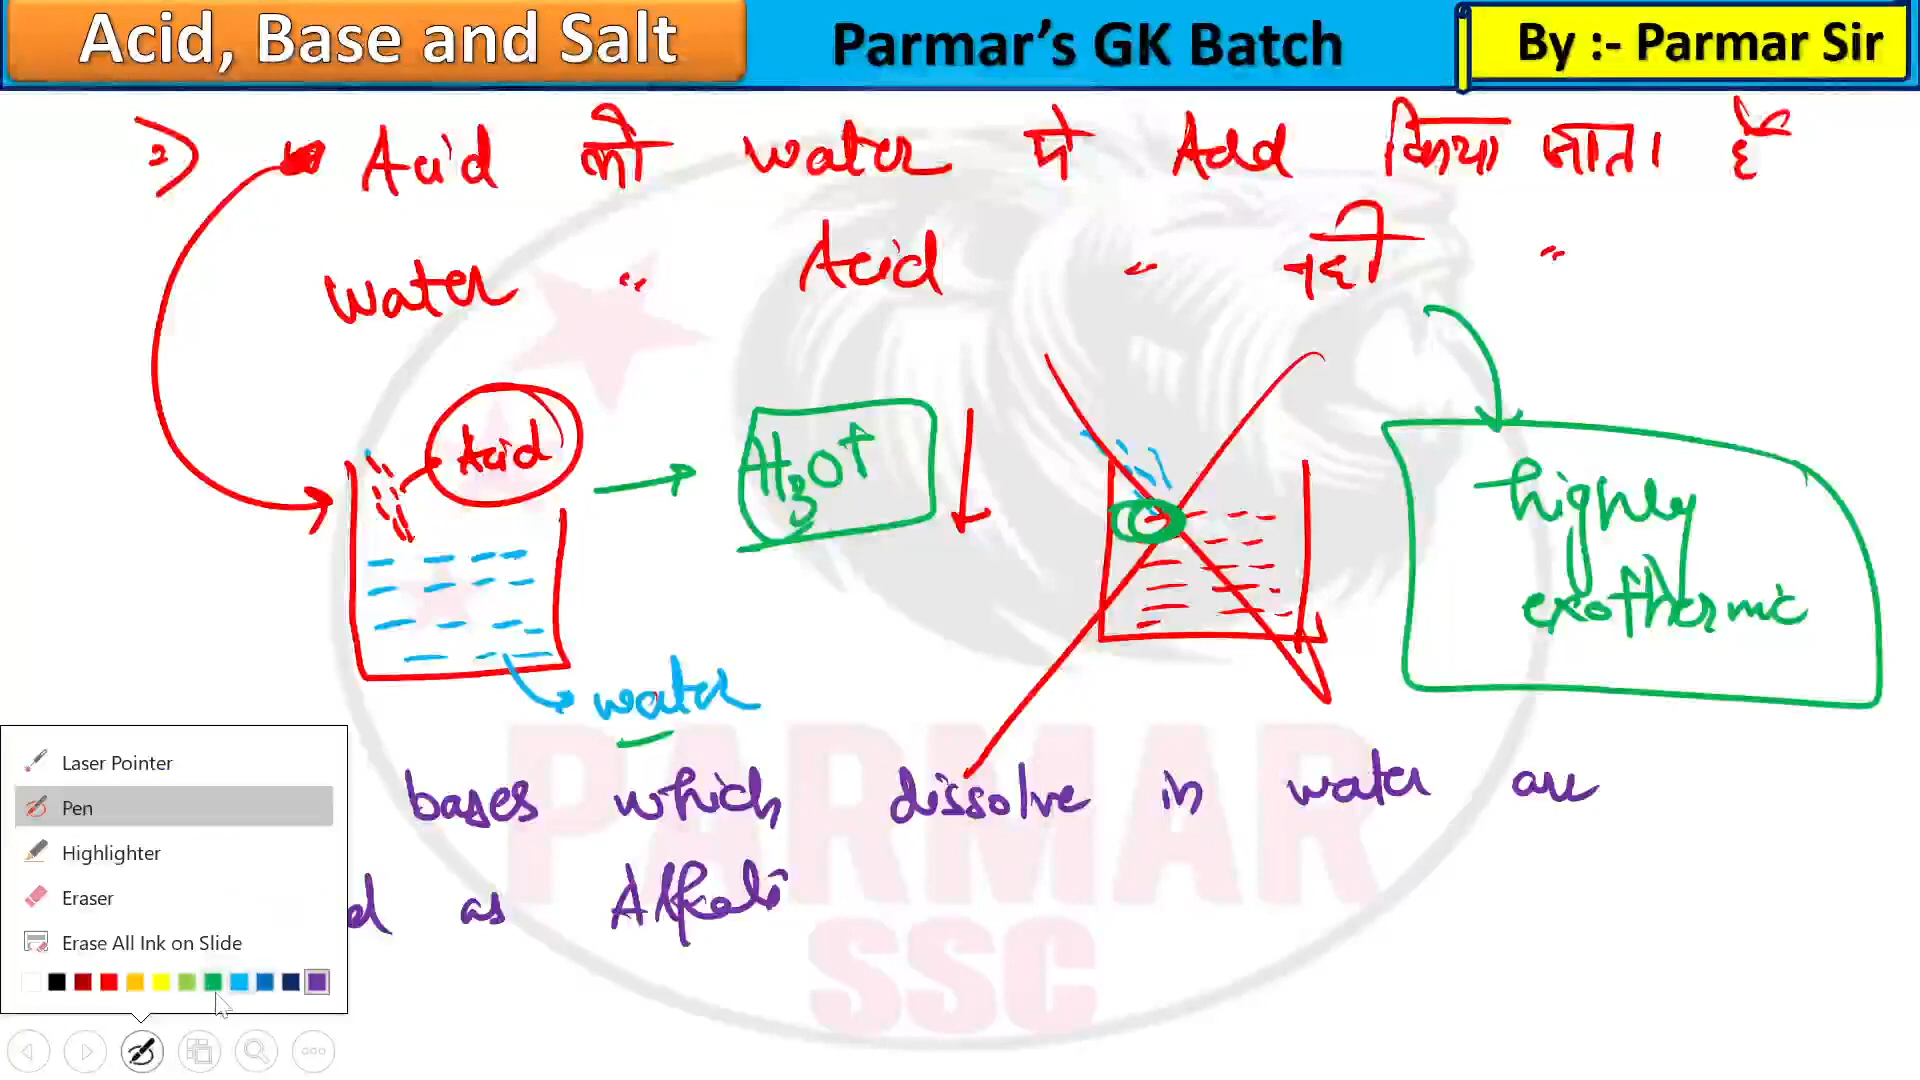 Acid, Base and Salt
Parmar's GK Batch
By :- Parmar Sir
2) Acid को water में Add किया जाता है
water " Acid " नही "
Acid
H3O+
highly
exothermic
water
bases which dissolve in water are
d as Alkali
Laser Pointer
Pen
Highlighter
Eraser
Erase All Ink on Slide
PARMAR
SSC